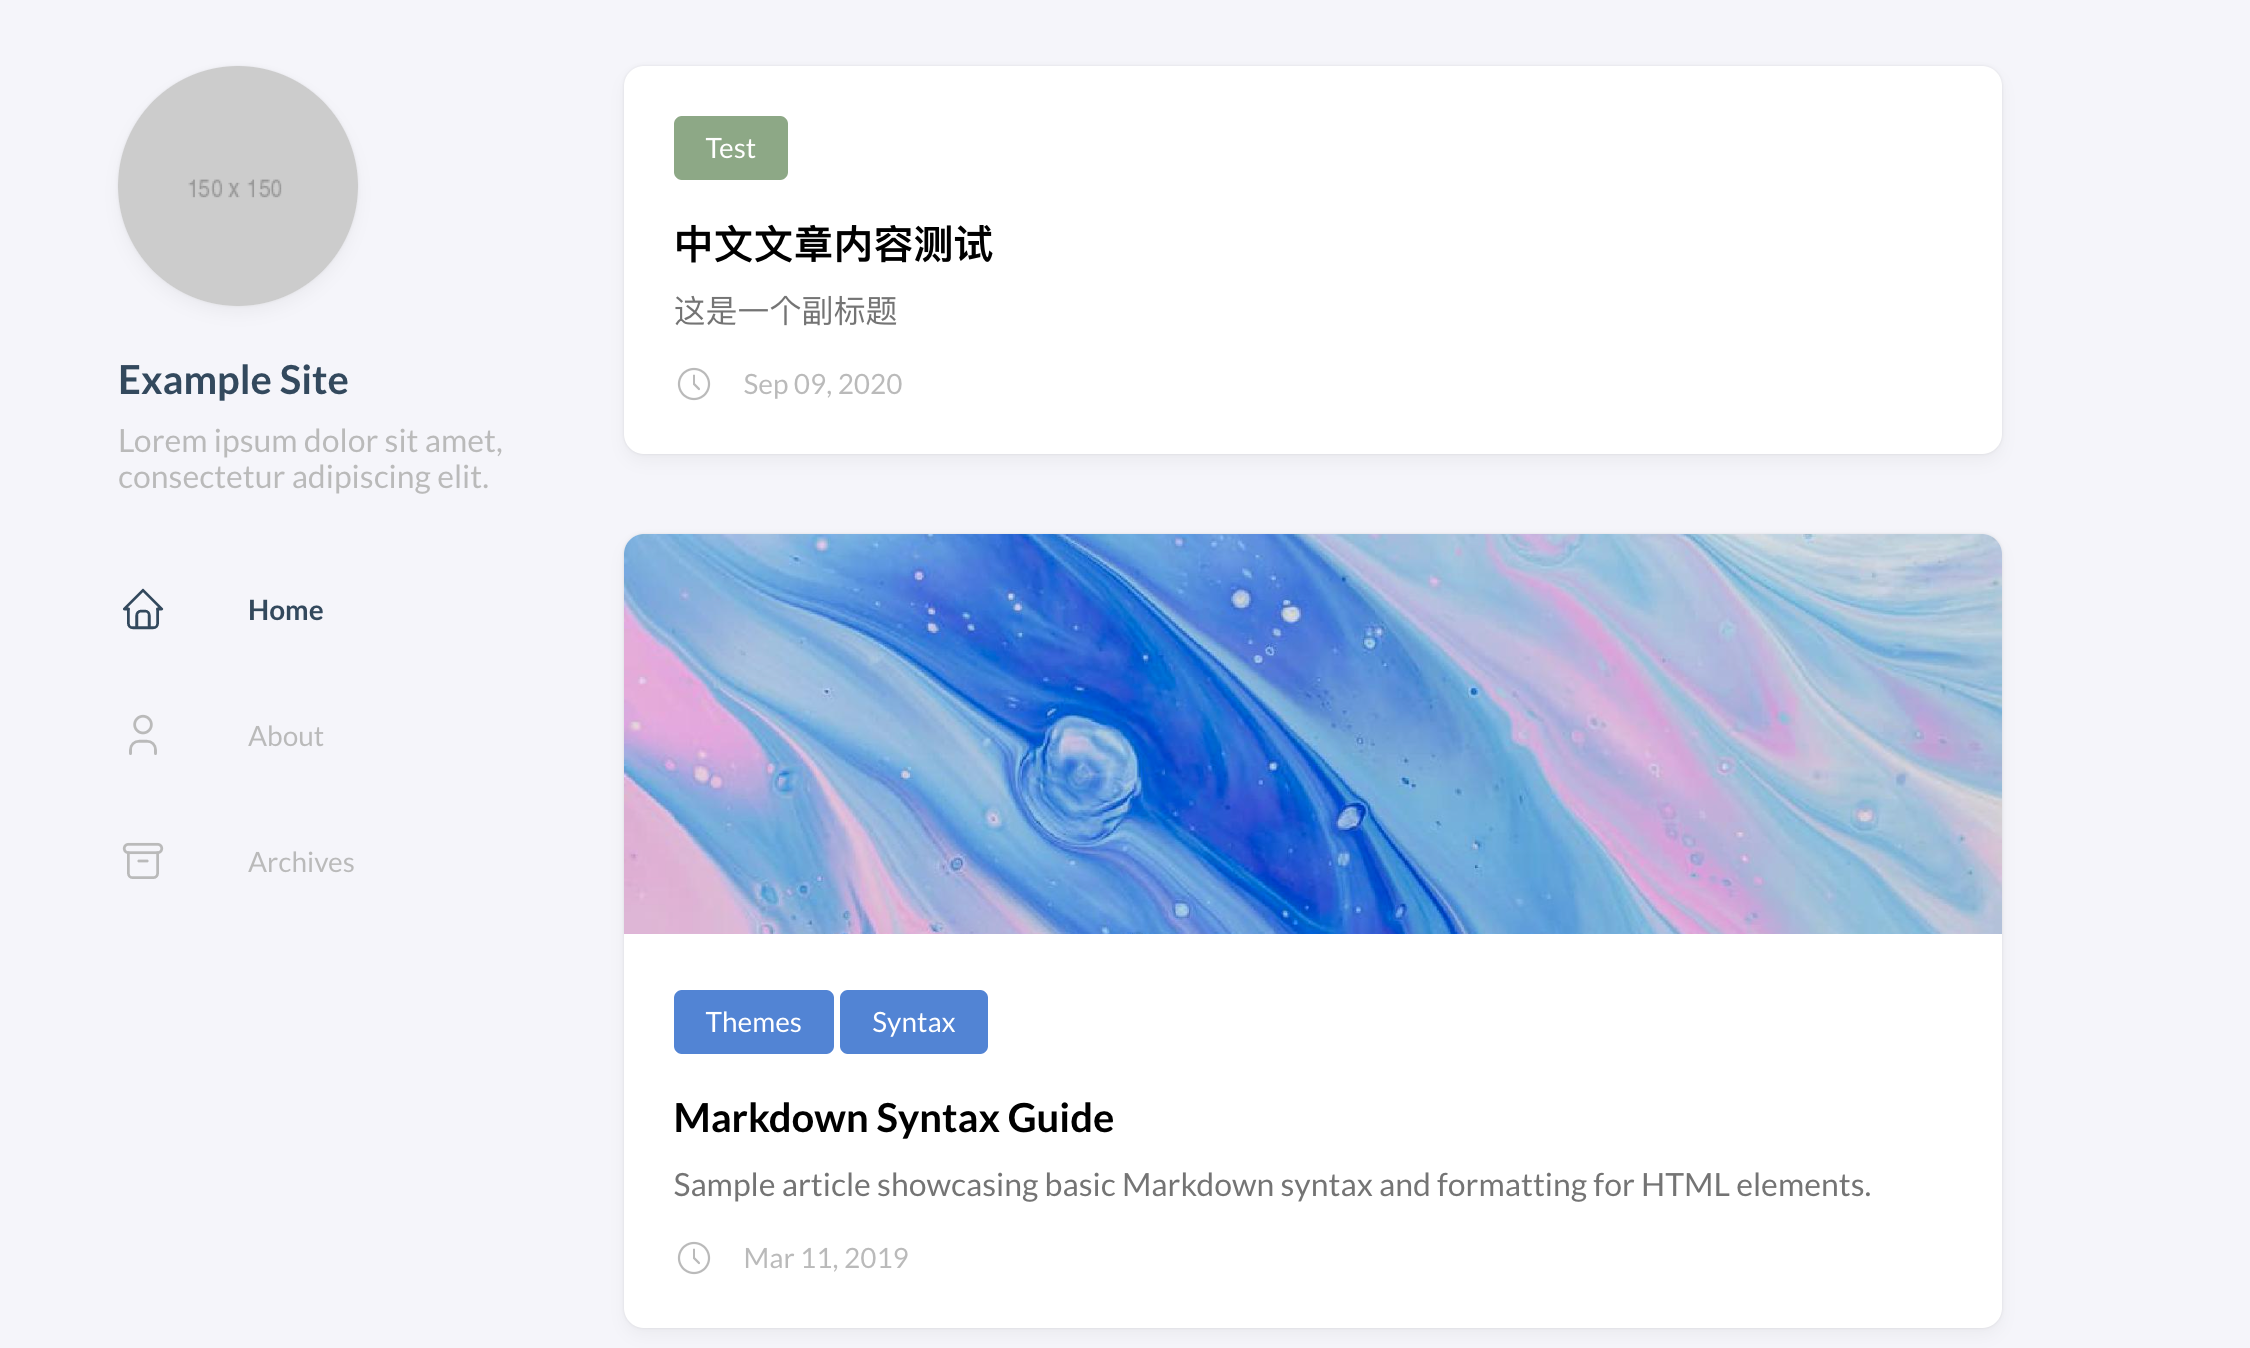 150 x 150
Example Site
Lorem ipsum dolor sit amet,
consectetur adipiscing elit.
Home
About
Archives
Test
中文文章内容测试
这是一个副标题
Sep 09, 2020
Themes
Syntax
Markdown Syntax Guide
Sample article showcasing basic Markdown syntax and formatting for HTML elements.
Mar 11, 2019